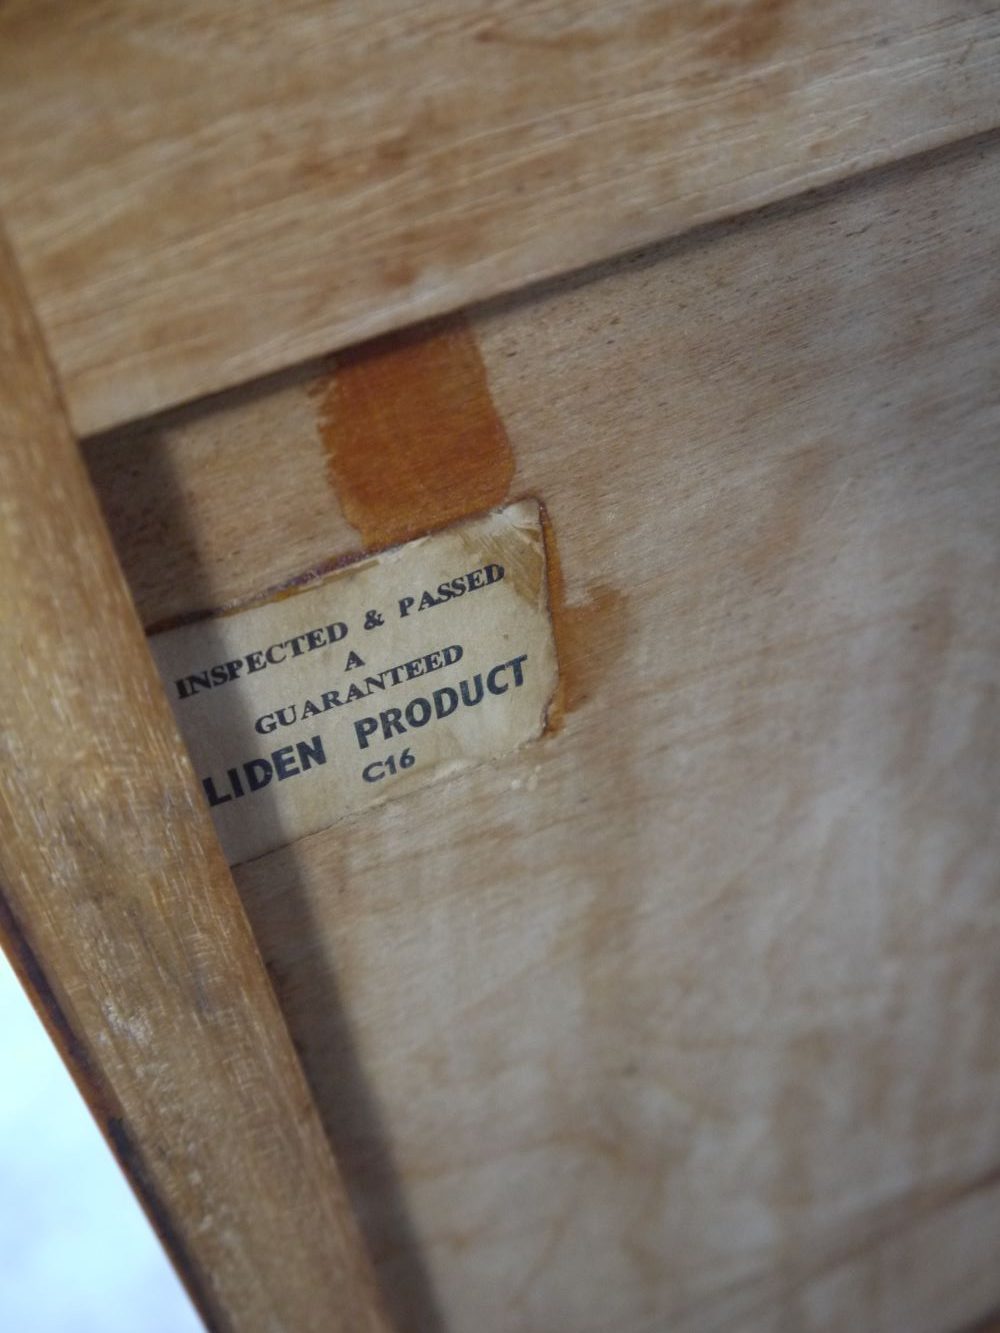 INSPECTED & PASSED
A
GUARANTEED
LIDEN PRODUCT
C16